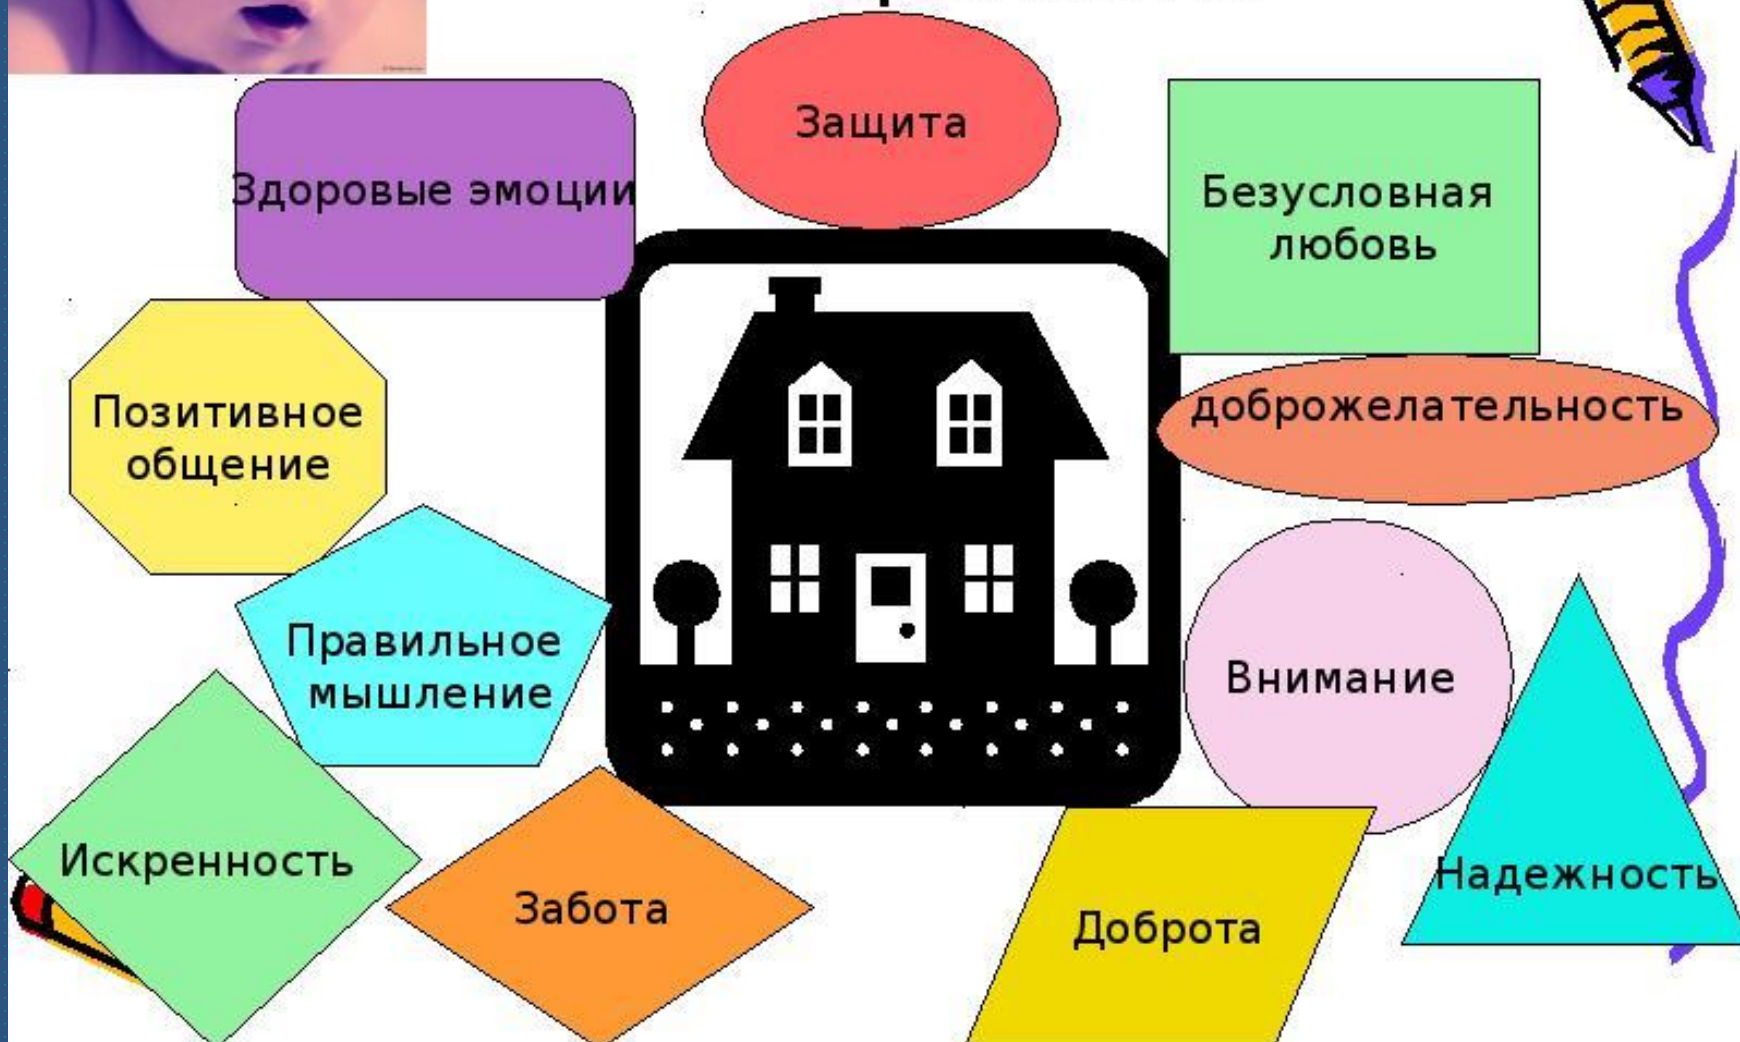 Защита
Здоровые эмоции
Безусловная
любовь
Позитивное
общение
доброжелательность
Правильное
мышление
Внимание
Искренность
Забота
Доброта
Надежность